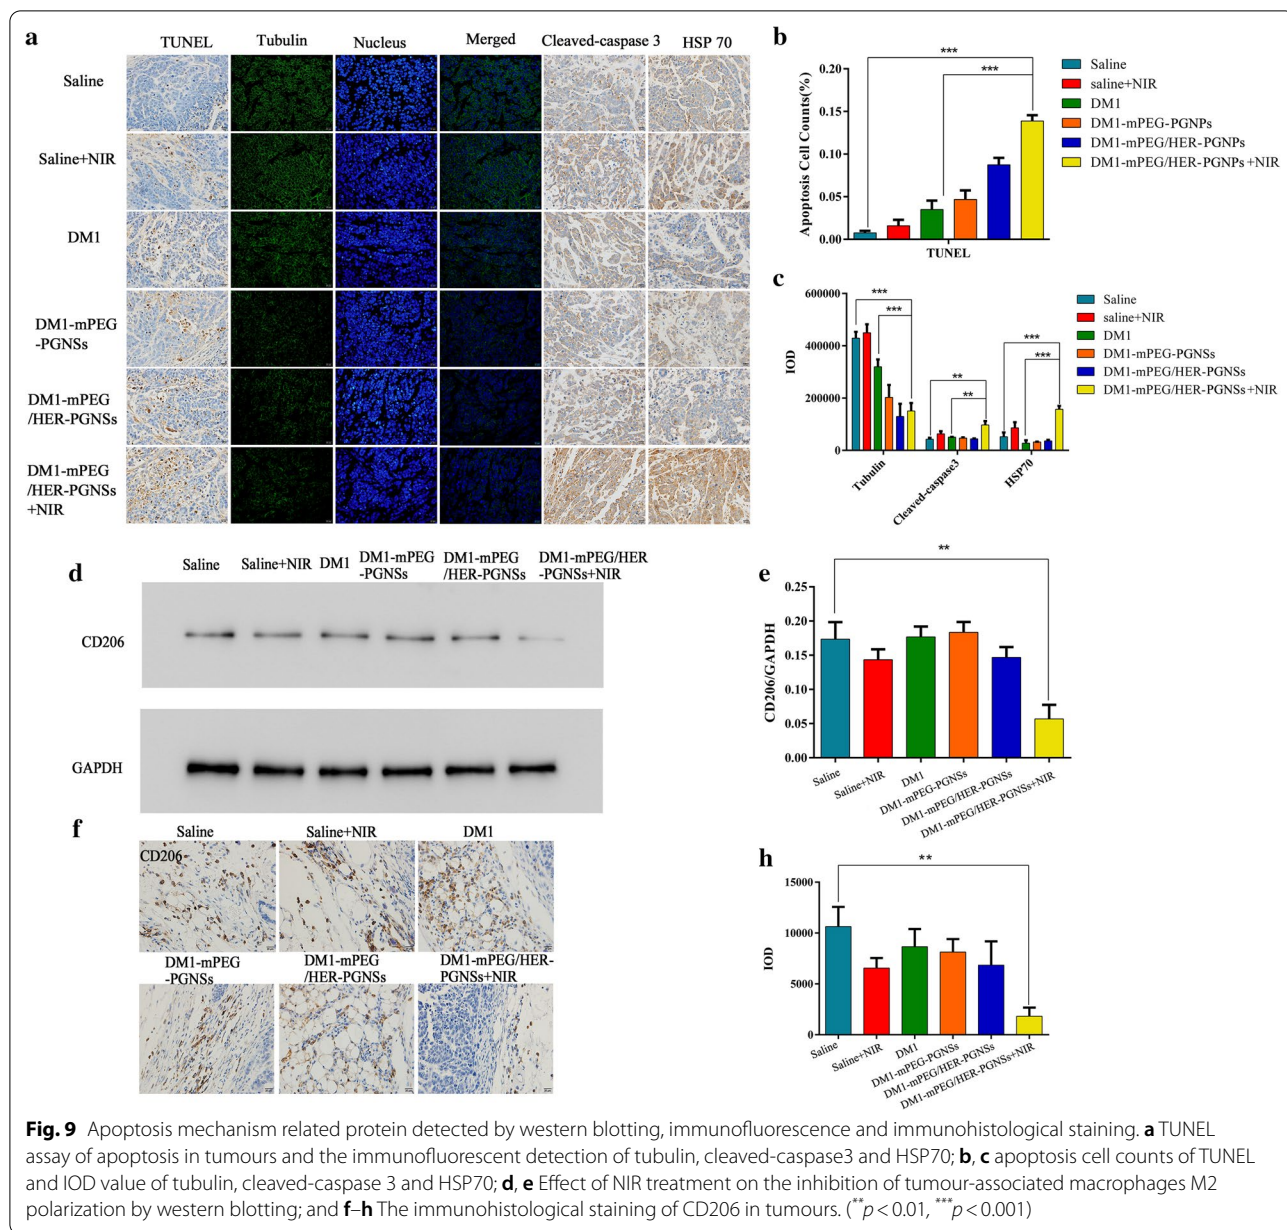 a
TUNEL Tubulin Nucleus Merged Cleaved-caspase 3 HSP 70
Saline
Saline+NIR
DM1
DM1-mPEG
-PGNSs
DM1-mPEG
/HER-PGNSs
DM1-mPEG
/HER-PGNSs
+NIR
b
Apoptosis Cell Counts(%)
0.20
0.15
0.10
0.05
0.00
***
***
TUNEL
Saline
saline+NIR
DM1
DM1-mPEG-PGNPs
DM1-mPEG/HER-PGNPs
DM1-mPEG/HER-PGNPs +NIR
c
IOD
600000
400000
200000
0
***
***
**
**
***
***
Tubulin
Cleaved-caspase3
HSP70
Saline
saline+NIR
DM1
DM1-mPEG-PGNSs
DM1-mPEG/HER-PGNSs
DM1-mPEG/HER-PGNSs +NIR
d
Saline Saline+NIR DM1 DM1-mPEG DM1-mPEG DM1-mPEG/HER
-PGNSs /HER-PGNSs -PGNSs+NIR
CD206
GAPDH
e
CD206/GAPDH
0.25
0.20
0.15
0.10
0.05
0.00
**
Saline
Saline+NIR
DM1
DM1-mPEG-PGNSs
DM1-mPEG/HER-PGNSs
DM1-mPEG/HER-PGNSs+NIR
f
Saline Saline+NIR DM1
CD206
DM1-mPEG DM1-mPEG DM1-mPEG/HER-
-PGNSs /HER-PGNSs PGNSs+NIR
h
IOD
15000
10000
5000
0
**
Saline
Saline+NIR
DM1
DM1-mPEG-PGNSs
DM1-mPEG/HER-PGNSs
DM1-mPEG/HER-PGNSs+NIR
Fig. 9 Apoptosis mechanism related protein detected by western blotting, immunofluorescence and immunohistological staining. a TUNEL
assay of apoptosis in tumours and the immunofluorescent detection of tubulin, cleaved-caspase3 and HSP70; b, c apoptosis cell counts of TUNEL
and IOD value of tubulin, cleaved-caspase 3 and HSP70; d, e Effect of NIR treatment on the inhibition of tumour-associated macrophages M2
polarization by western blotting; and f–h The immunohistological staining of CD206 in tumours. (**p < 0.01, ***p < 0.001)